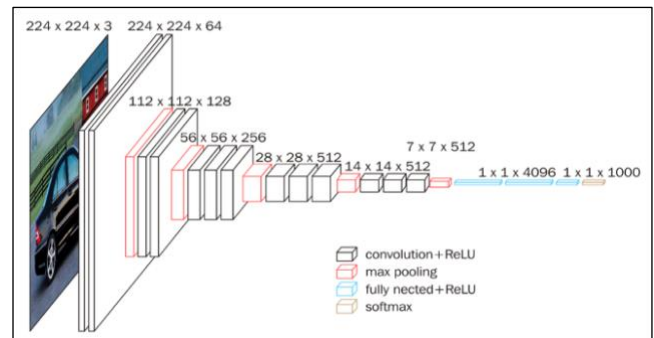 224 x 224 x 3
224 x 224 x 64
112 x 112 x 128
56 x 56 x 256
28 x 28 x 512
14 x 14 x 512
7 x 7 x 512
1 x 1 x 4096
1 x 1 x 1000
convolution+ReLU
max pooling
fully nected+ReLU
softmax